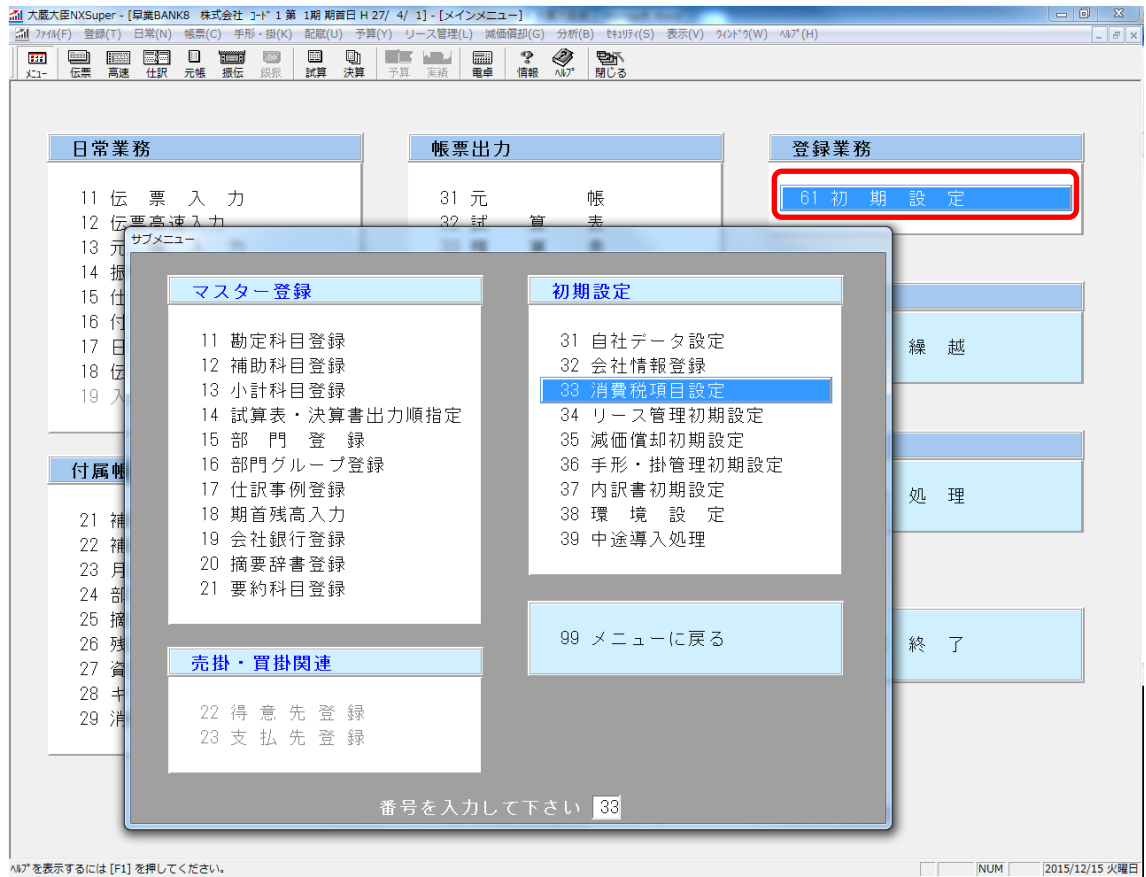 大蔵大臣NXSuper - [早業BANK8 株式会社 ｺｰﾄﾞ 1 第 1期 期首日 H 27/ 4/ 1] - [メインメニュー]
ﾌｧｲﾙ(F) 登録(T) 日常(N) 帳票(C) 手形・掛(K) 配賦(U) 予算(Y) リース管理(L) 減価償却(G) 分析(B) ｾｷｭﾘﾃｨ(S) 表示(V) ｳｨﾝﾄﾞｳ(W) ﾍﾙﾌﾟ(H)
ﾒﾆｭｰ 伝票 高速 仕訳 元帳 振伝 銀振 試算 決算 予算 実績 電卓 情報 ﾍﾙﾌﾟ 閉じる
日常業務
11 伝 票 入 力
12 伝票高速入力
13 元
14 振
15 仕
16 付
17 日
18 伝
19 入
付属帳
21 補
22 補
23 月
24 部
25 摘
26 残
27 資
28 キ
29 消
帳票出力
31 元 帳
32 試 算 表
登録業務
61 初 期 設 定
繰 越
処 理
終 了
サブメニュー
マスター登録
11 勘定科目登録
12 補助科目登録
13 小計科目登録
14 試算表・決算書出力順指定
15 部 門 登 録
16 部門グループ登録
17 仕訳事例登録
18 期首残高入力
19 会社銀行登録
20 摘要辞書登録
21 要約科目登録
売掛・買掛関連
22 得 意 先 登 録
23 支 払 先 登 録
初期設定
31 自社データ設定
32 会社情報登録
33 消費税項目設定
34 リース管理初期設定
35 減価償却初期設定
36 手形・掛管理初期設定
37 内訳書初期設定
38 環 境 設 定
39 中途導入処理
99 メニューに戻る
番号を入力して下さい 33
ﾍﾙﾌﾟを表示するには [F1] を押してください。
NUM
2015/12/15 火曜日